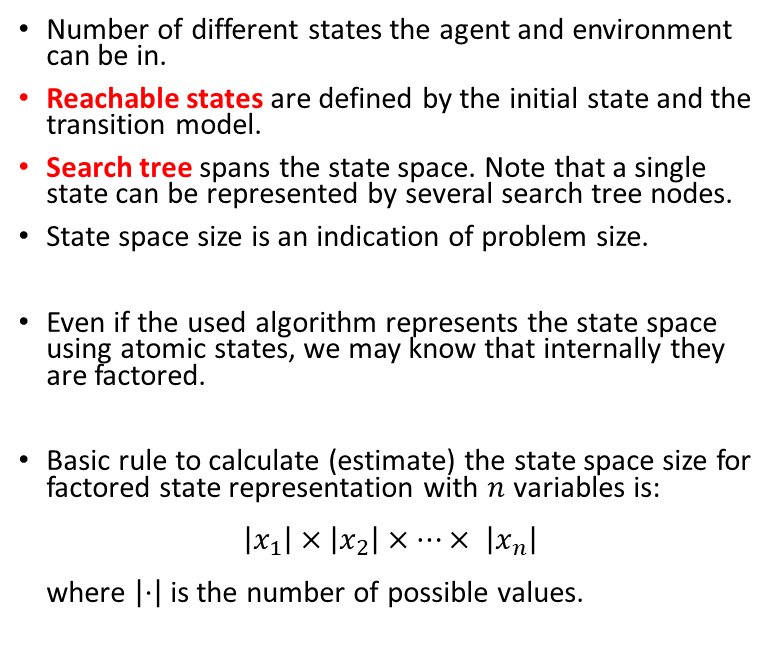 • Number of different states the agent and environment
can be in.
• Reachable states are defined by the initial state and the
transition model.
• Search tree spans the state space. Note that a single
state can be represented by several search tree nodes.
• State space size is an indication of problem size.
• Even if the used algorithm represents the state space
using atomic states, we may know that internally they
are factored.
• Basic rule to calculate (estimate) the state space size for
factored state representation with 𝑛 variables is:
|𝑥₁| × |𝑥₂| × ⋯ × |𝑥ₙ|
where |·| is the number of possible values.